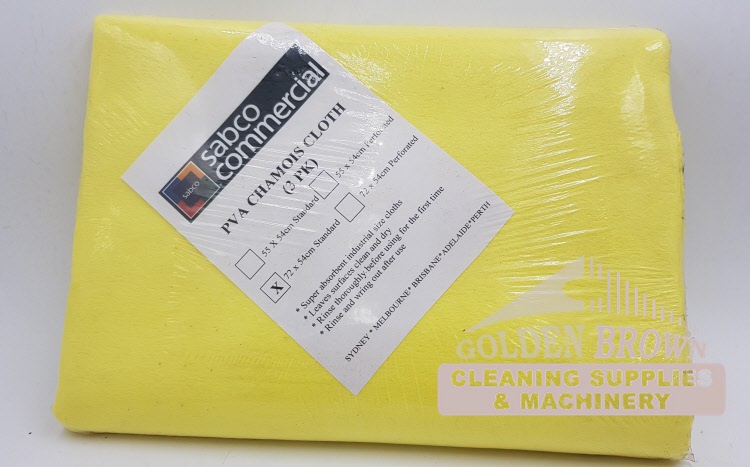 sabco
sabco
commercial
PVA CHAMOIS CLOTH
(3 PK)
55 X 54cm Standard
55 x 54cm Perforated
X 72 x 54cm Standard
72 x 54cm Perforated
* Super absorbent industrial size cloths
* Leaves surfaces clean and dry
* Rinse thoroughly before using for the first time
* Rinse and wring out after use
SYDNEY * MELBOURNE* BRISBANE*ADELAIDE*PERTH
GOLDEN BROWN
CLEANING SUPPLIES
& MACHINERY